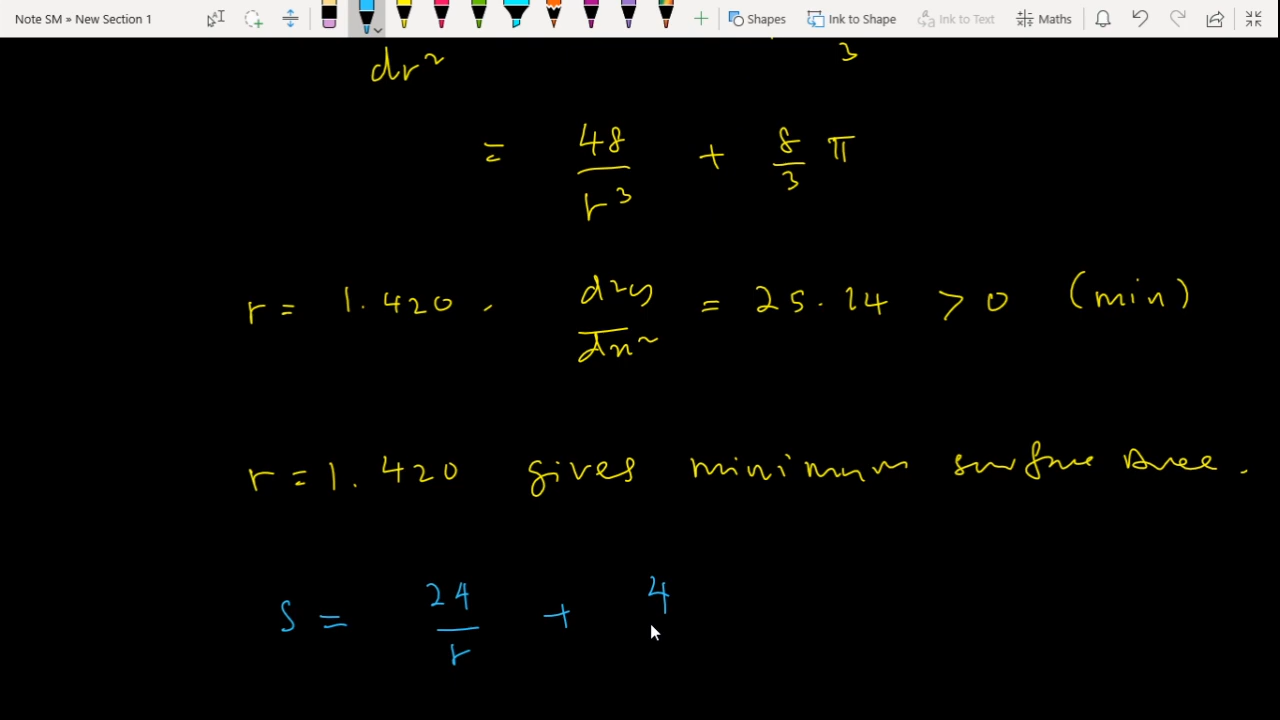 Note SM » New Section 1 Shapes Ink to Shape Ink to Text Maths
dr² 3
= 48/r³ + 8/3 π
r = 1.420, d²y/dx² = 25.14 > 0 (min)
r = 1.420 gives minimum surface Area.
S = 24/r + 4